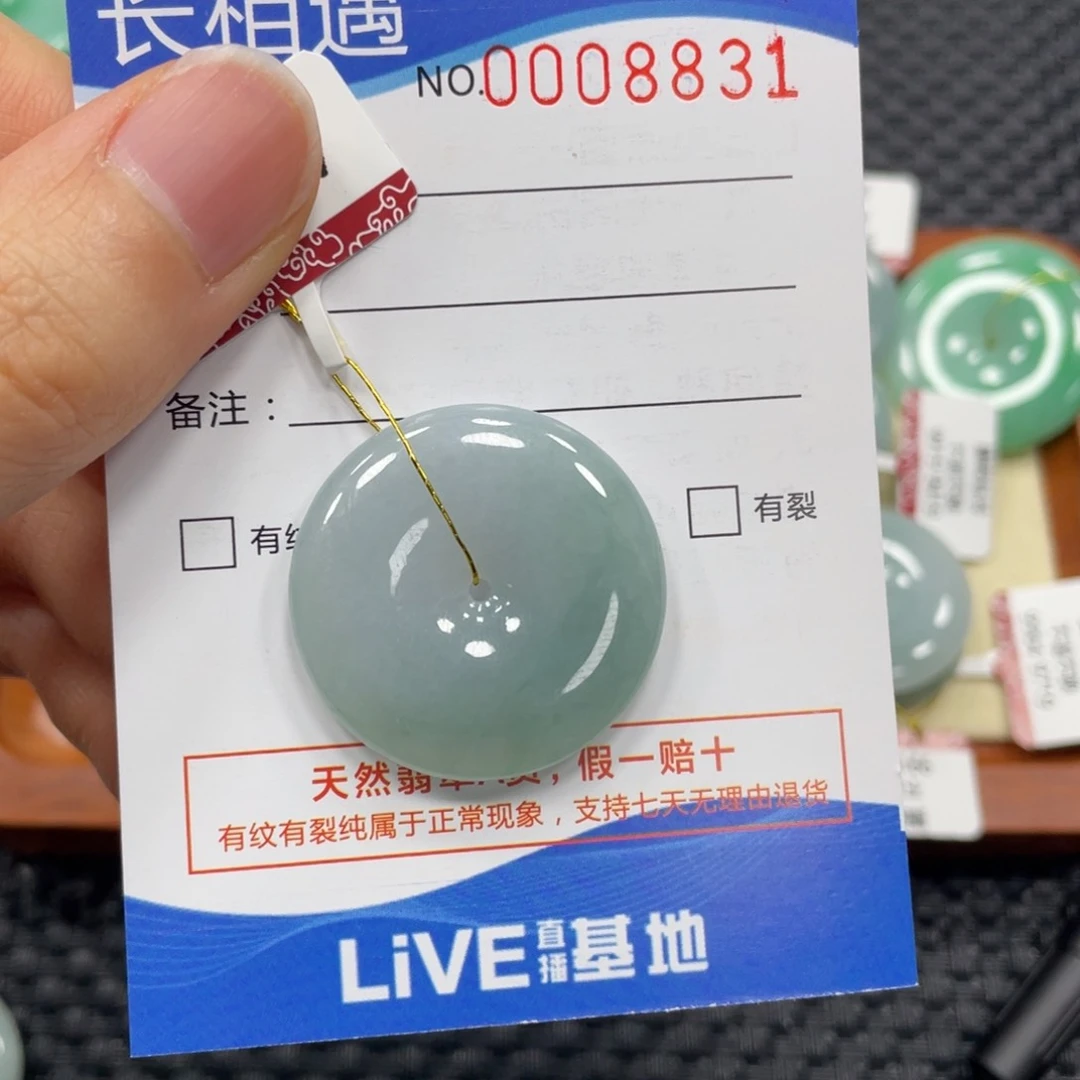 长相遇
NO.0008831
备注：
有纹
有裂
天然翡翠A货，假一赔十
有纹有裂纯属于正常现象，支持七天无理由退货
LiVE直播基地